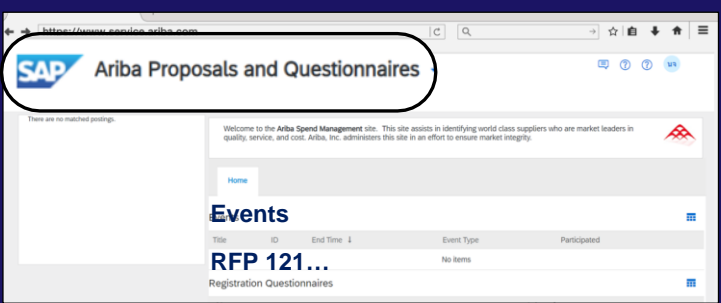 https://www.service.ariba.com
SAP Ariba Proposals and Questionnaires
There are no matched postings.
Welcome to the Ariba Spend Management site. This site assists in identifying world class suppliers who are market leaders in
quality, service, and cost. Ariba, Inc. administers this site in an effort to ensure market integrity.
Home
Events
Title ID End Time ↓ Event Type Participated
RFP 121…
No items
Registration Questionnaires